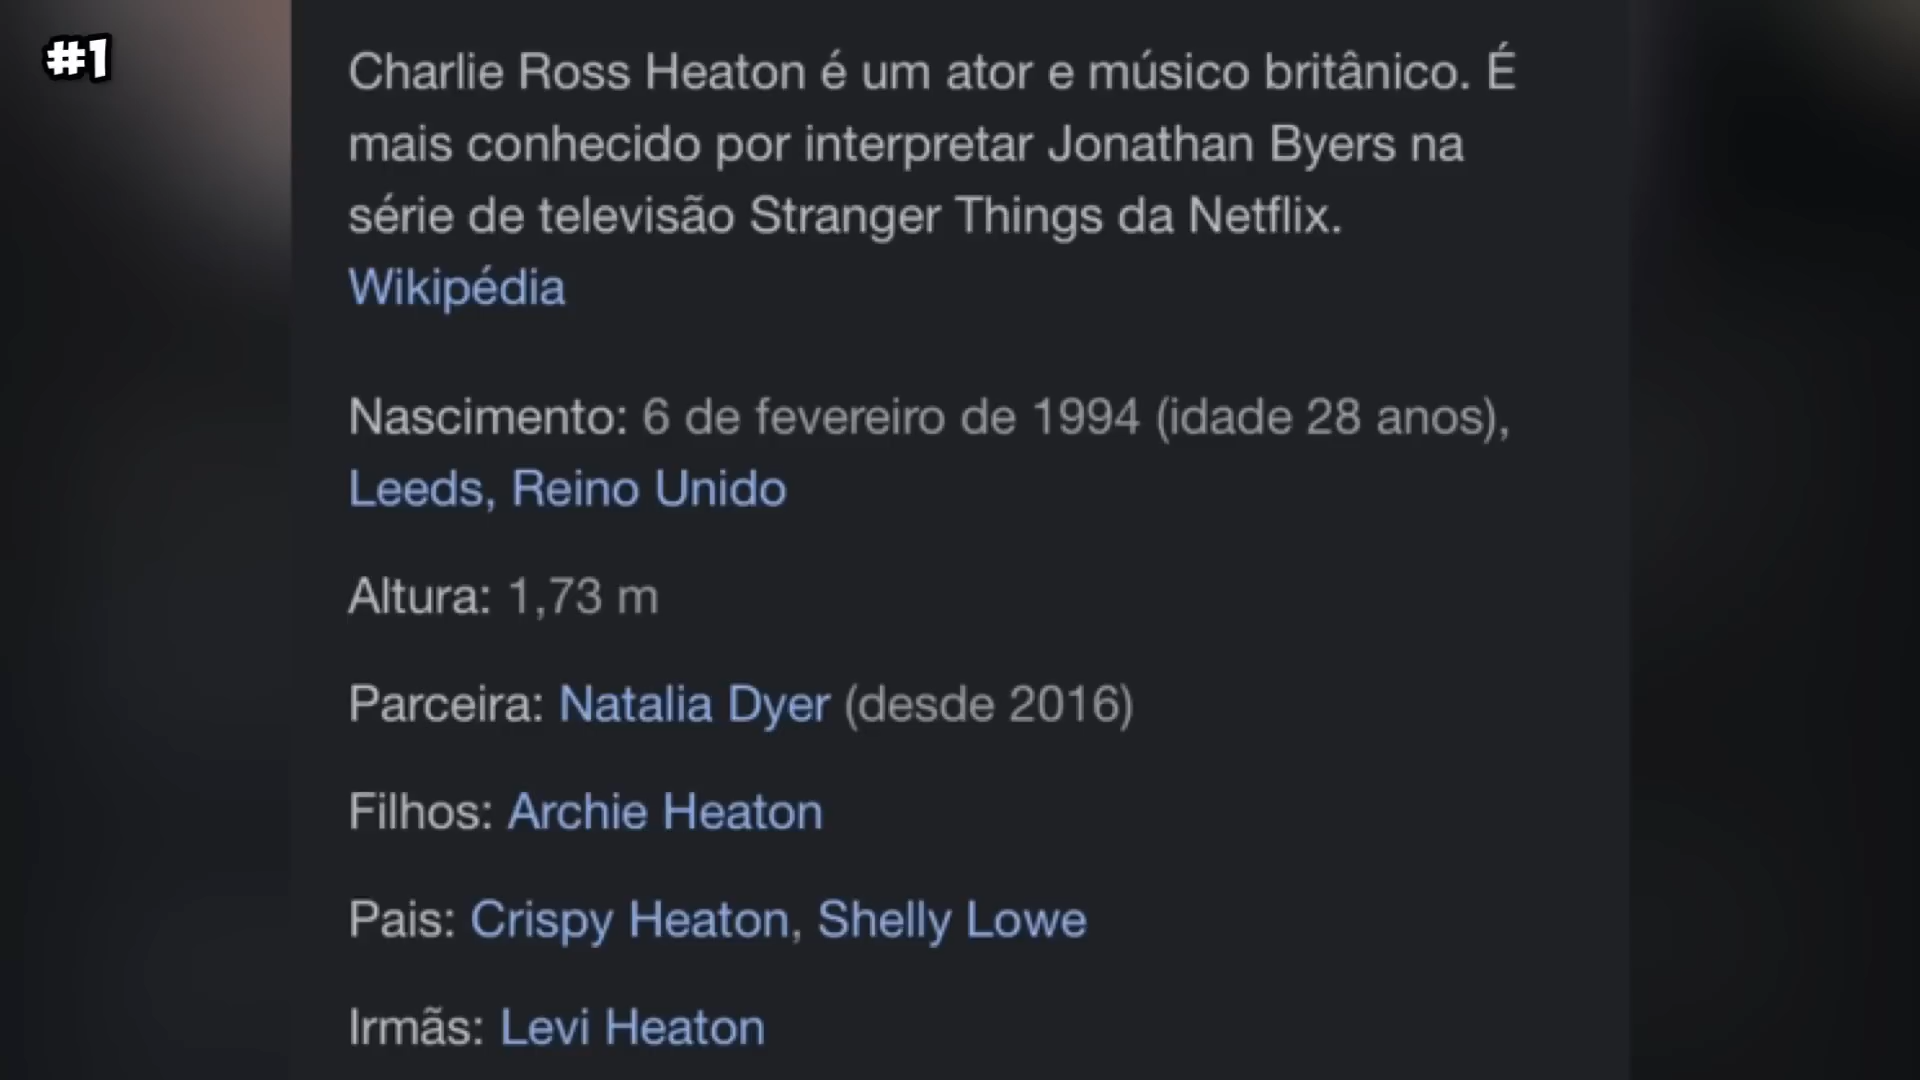 #1
Charlie Ross Heaton é um ator e músico britânico. É
mais conhecido por interpretar Jonathan Byers na
série de televisão Stranger Things da Netflix.
Wikipédia
Nascimento: 6 de fevereiro de 1994 (idade 28 anos),
Leeds, Reino Unido
Altura: 1,73 m
Parceira: Natalia Dyer (desde 2016)
Filhos: Archie Heaton
Pais: Crispy Heaton, Shelly Lowe
Irmãs: Levi Heaton